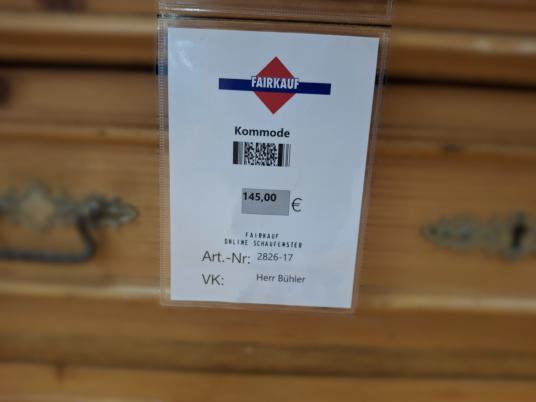 FAIRKAUF
Kommode
145,00 €
FAIRKAUF
ONLINE SCHAUFENSTER
Art.-Nr: 2826-17
VK: Herr Bühler